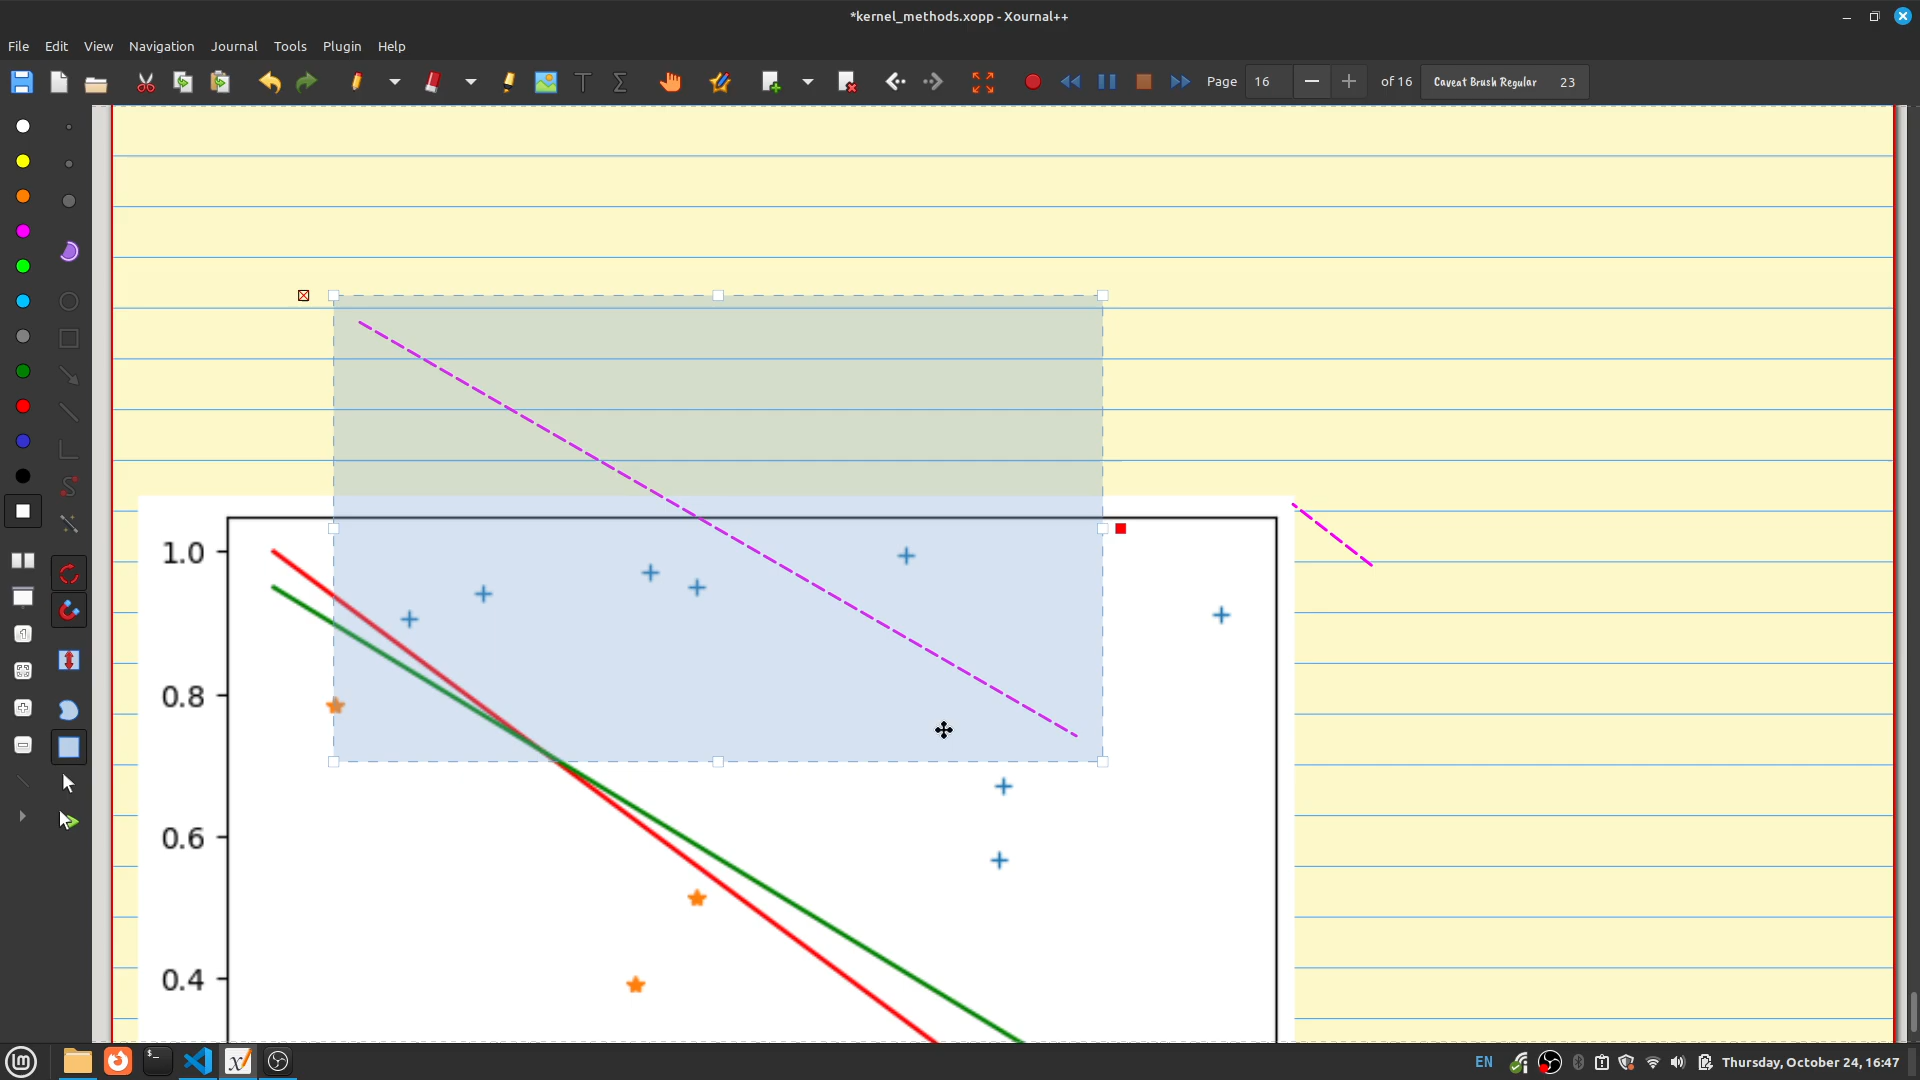 *kernel_methods.xopp - Xournal++
File Edit View Navigation Journal Tools Plugin Help
Page 16 of 16 Caveat Brush Regular 23
1.0
0.8
0.6
0.4
EN Thursday, October 24, 16:47